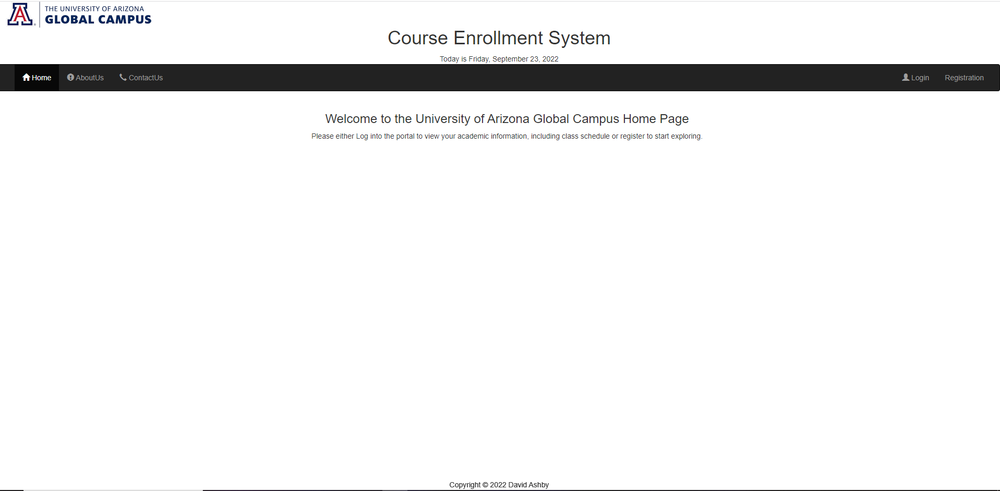 THE UNIVERSITY OF ARIZONA
GLOBAL CAMPUS
Course Enrollment System
Today is Friday, September 23, 2022
Home AboutUs ContactUs Login Registration
Welcome to the University of Arizona Global Campus Home Page
Please either Log into the portal to view your academic information, including class schedule or register to start exploring.
Copyright © 2022 David Ashby